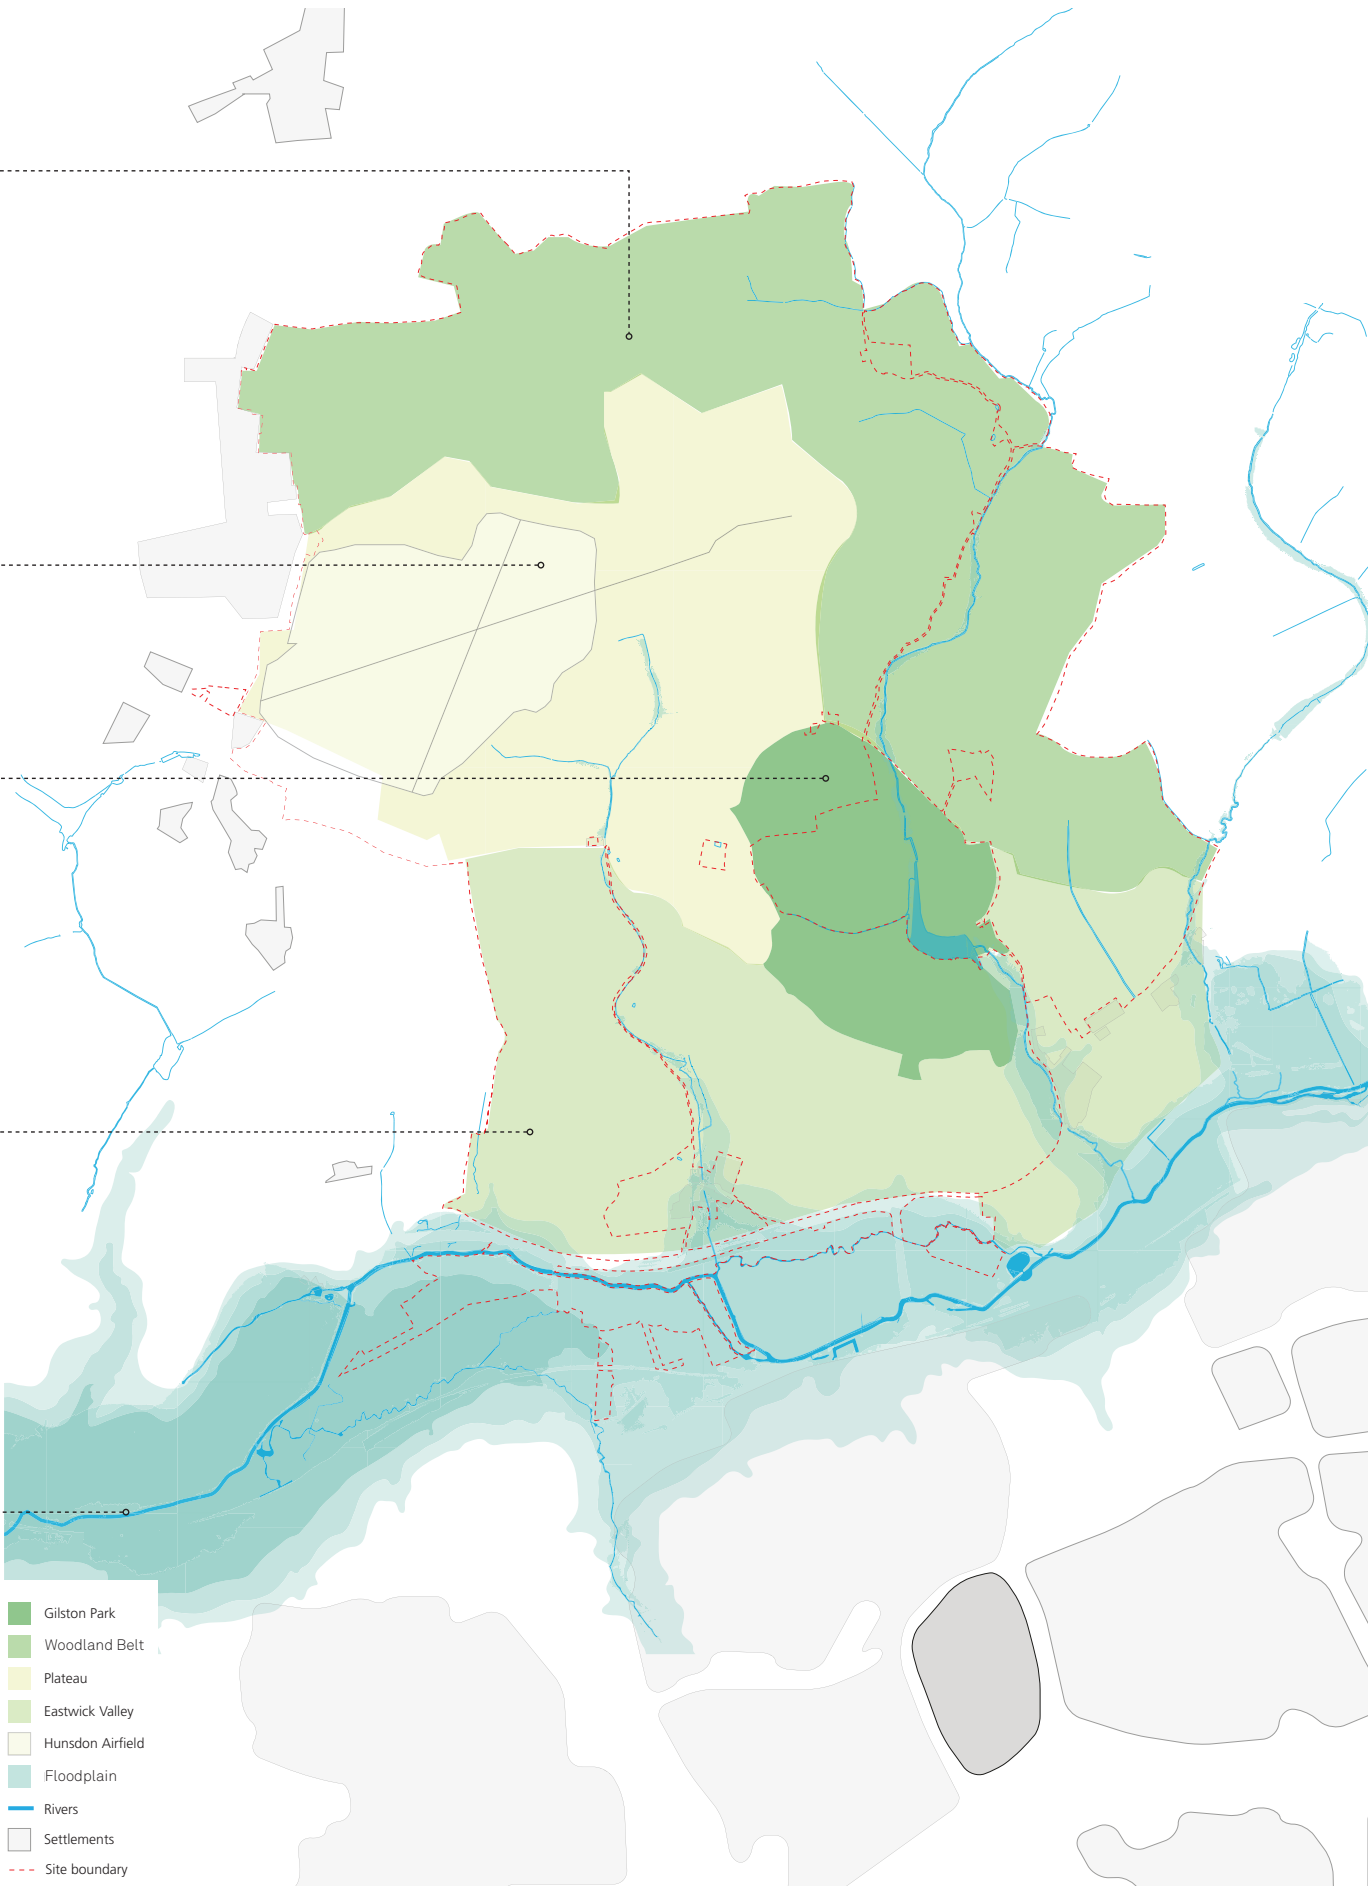 Gilston Park
Woodland Belt
Plateau
Eastwick Valley
Hunsdon Airfield
Floodplain
Rivers
Settlements
Site boundary